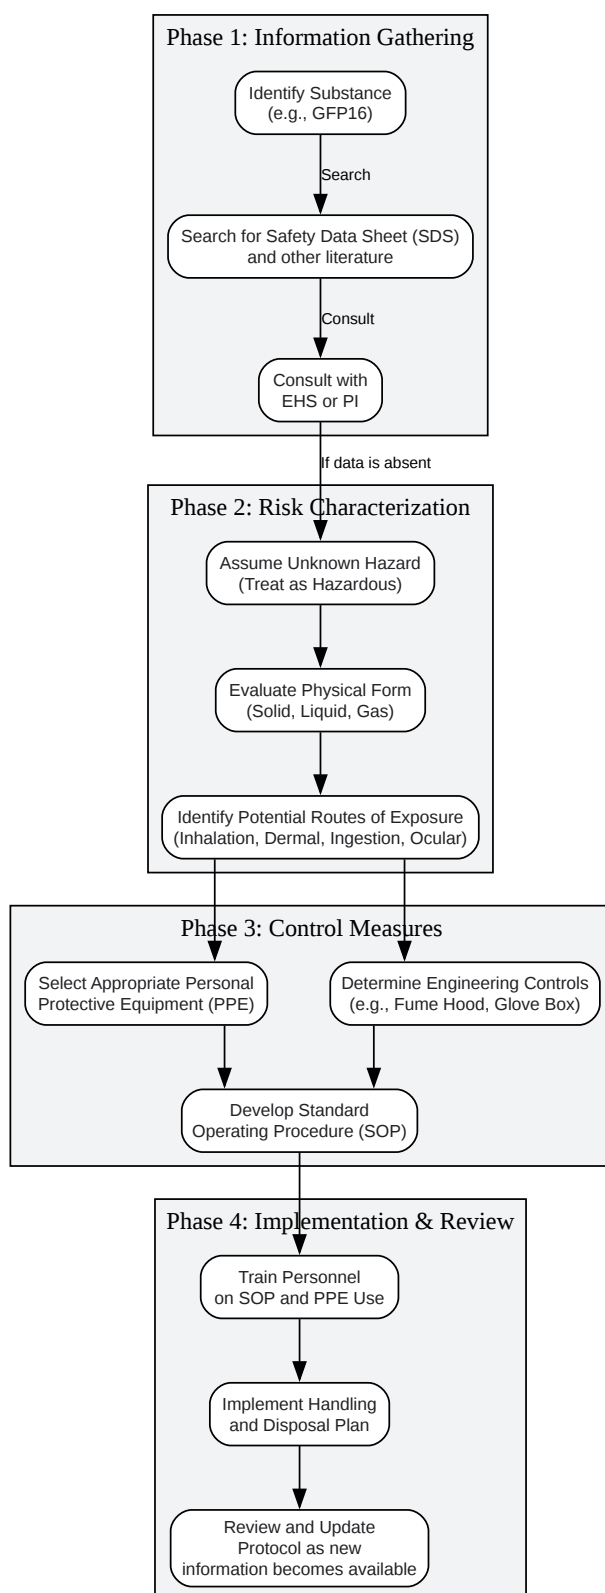 Phase 1: Information Gathering
Identify Substance
(e.g., GFP16)
Search
Search for Safety Data Sheet (SDS)
and other literature
Consult
Consult with
EHS or PI
If data is absent
Phase 2: Risk Characterization
Assume Unknown Hazard
(Treat as Hazardous)
Evaluate Physical Form
(Solid, Liquid, Gas)
Identify Potential Routes of Exposure
(Inhalation, Dermal, Ingestion, Ocular)
Phase 3: Control Measures
Select Appropriate Personal
Protective Equipment (PPE)
Determine Engineering Controls
(e.g., Fume Hood, Glove Box)
Develop Standard
Operating Procedure (SOP)
Phase 4: Implementation & Review
Train Personnel
on SOP and PPE Use
Implement Handling
and Disposal Plan
Review and Update
Protocol as new
information becomes available